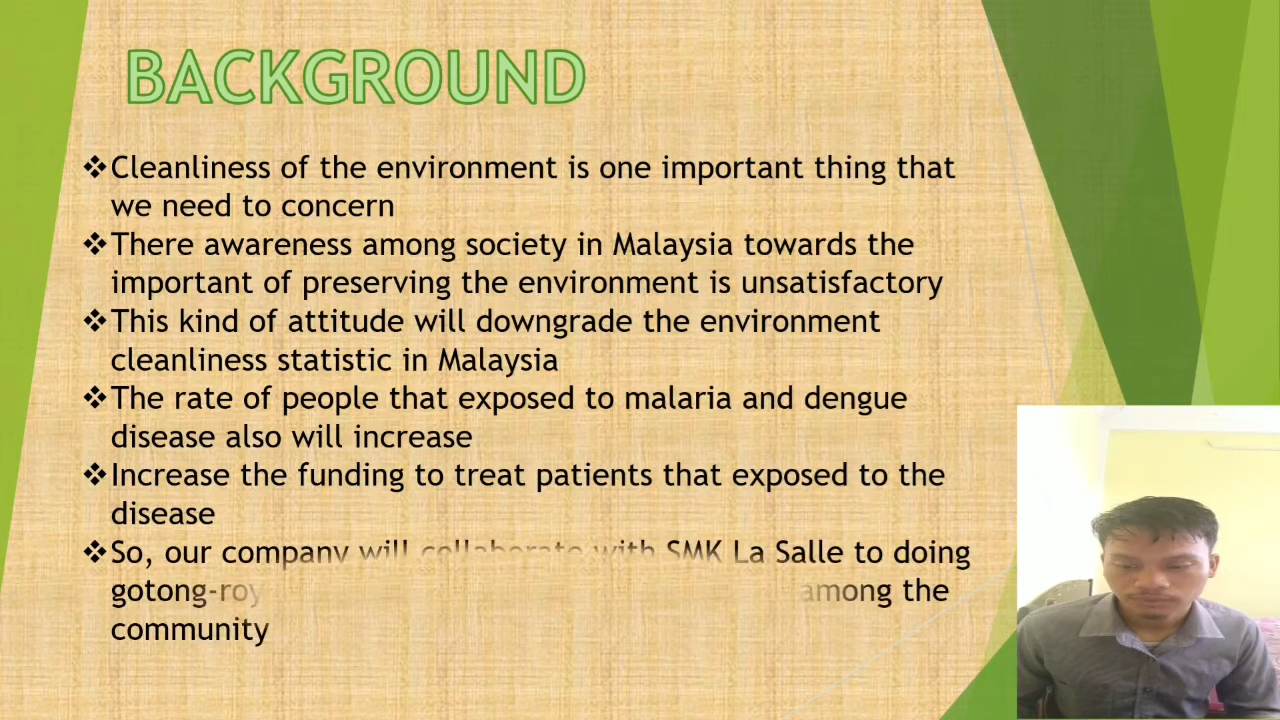 BACKGROUND
❖Cleanliness of the environment is one important thing that
we need to concern
❖There awareness among society in Malaysia towards the
important of preserving the environment is unsatisfactory
❖This kind of attitude will downgrade the environment
cleanliness statistic in Malaysia
❖The rate of people that exposed to malaria and dengue
disease also will increase
❖Increase the funding to treat patients that exposed to the
disease
❖So, our company will collaborate with SMK La Salle to doing
among the
community